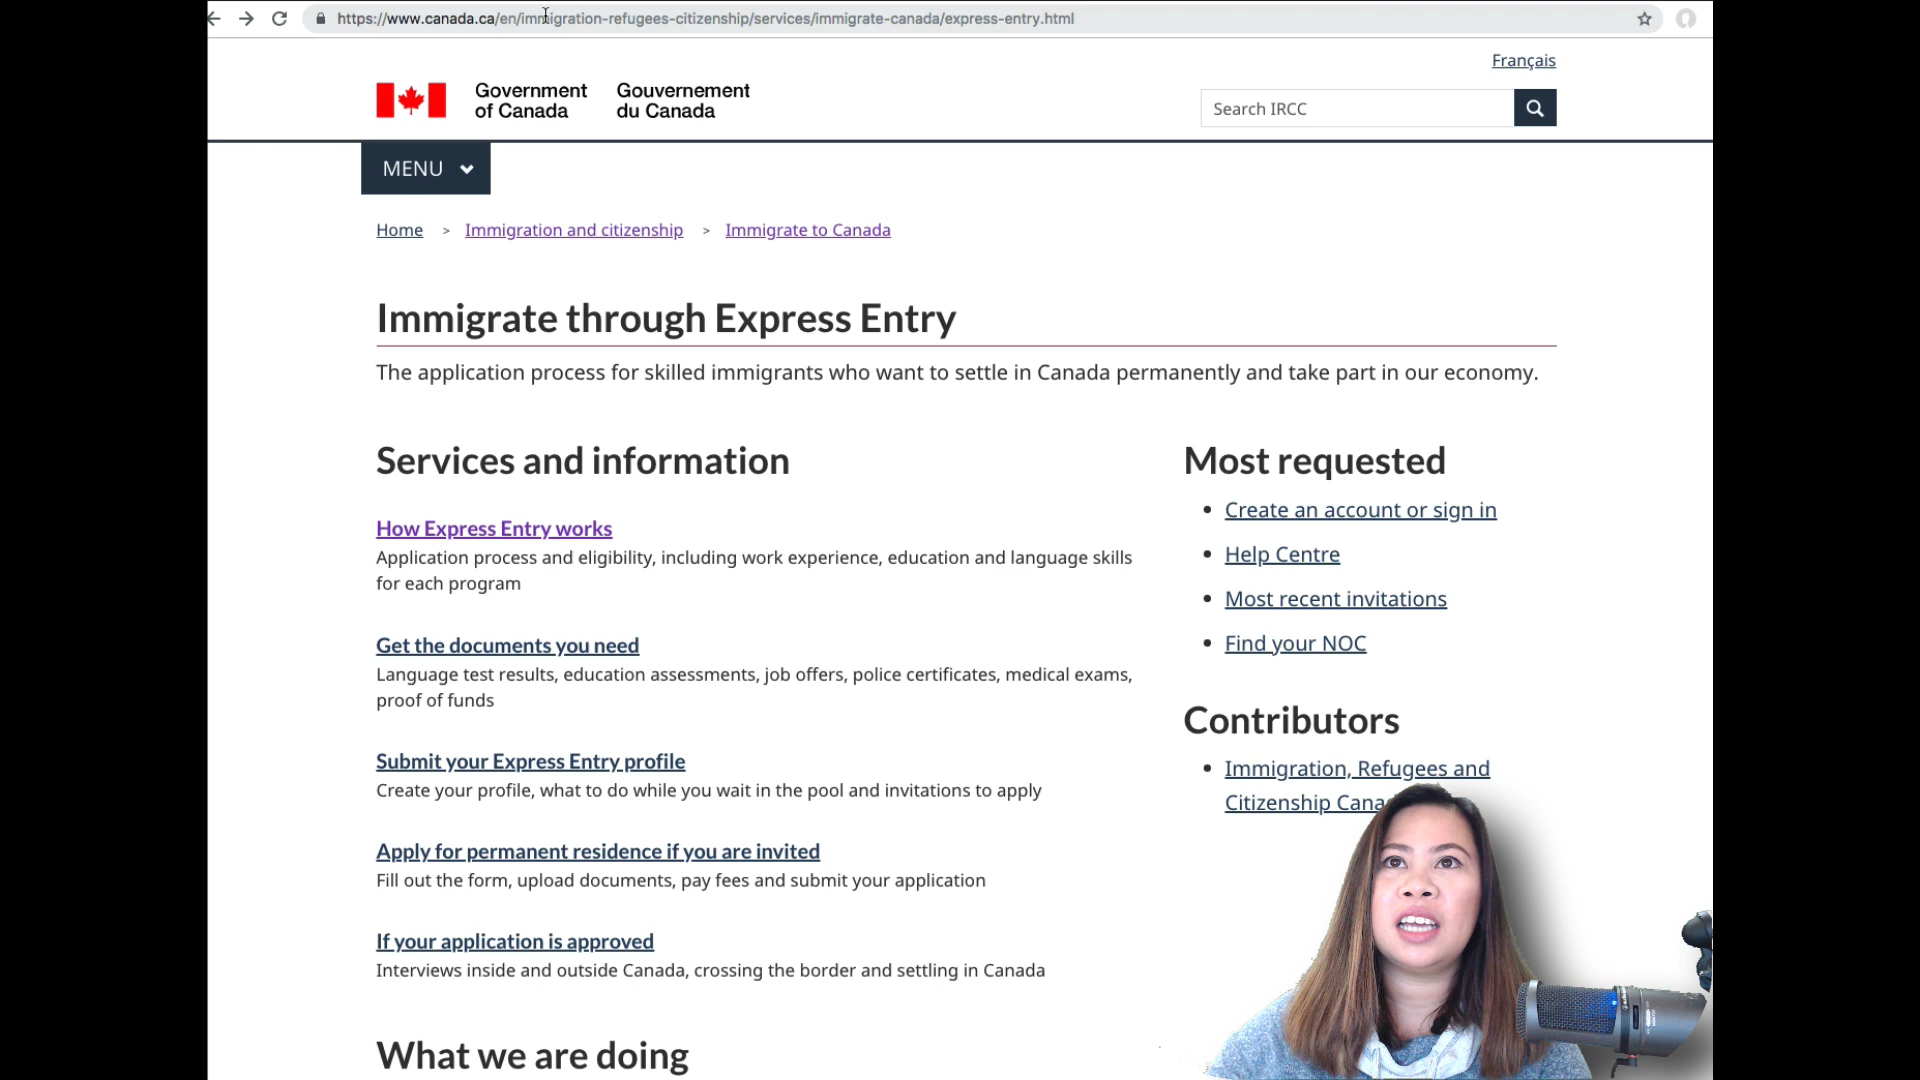 https://www.canada.ca/en/immigration-refugees-citizenship/services/immigrate-canada/express-entry.html
Français
Government of Canada
Gouvernement du Canada
Search IRCC
MENU
Home > Immigration and citizenship > Immigrate to Canada
Immigrate through Express Entry
The application process for skilled immigrants who want to settle in Canada permanently and take part in our economy.
Services and information
How Express Entry works
Application process and eligibility, including work experience, education and language skills
for each program
Get the documents you need
Language test results, education assessments, job offers, police certificates, medical exams,
proof of funds
Submit your Express Entry profile
Create your profile, what to do while you wait in the pool and invitations to apply
Apply for permanent residence if you are invited
Fill out the form, upload documents, pay fees and submit your application
If your application is approved
Interviews inside and outside Canada, crossing the border and settling in Canada
What we are doing
Most requested
Create an account or sign in
Help Centre
Most recent invitations
Find your NOC
Contributors
Immigration, Refugees and
Citizenship Cana